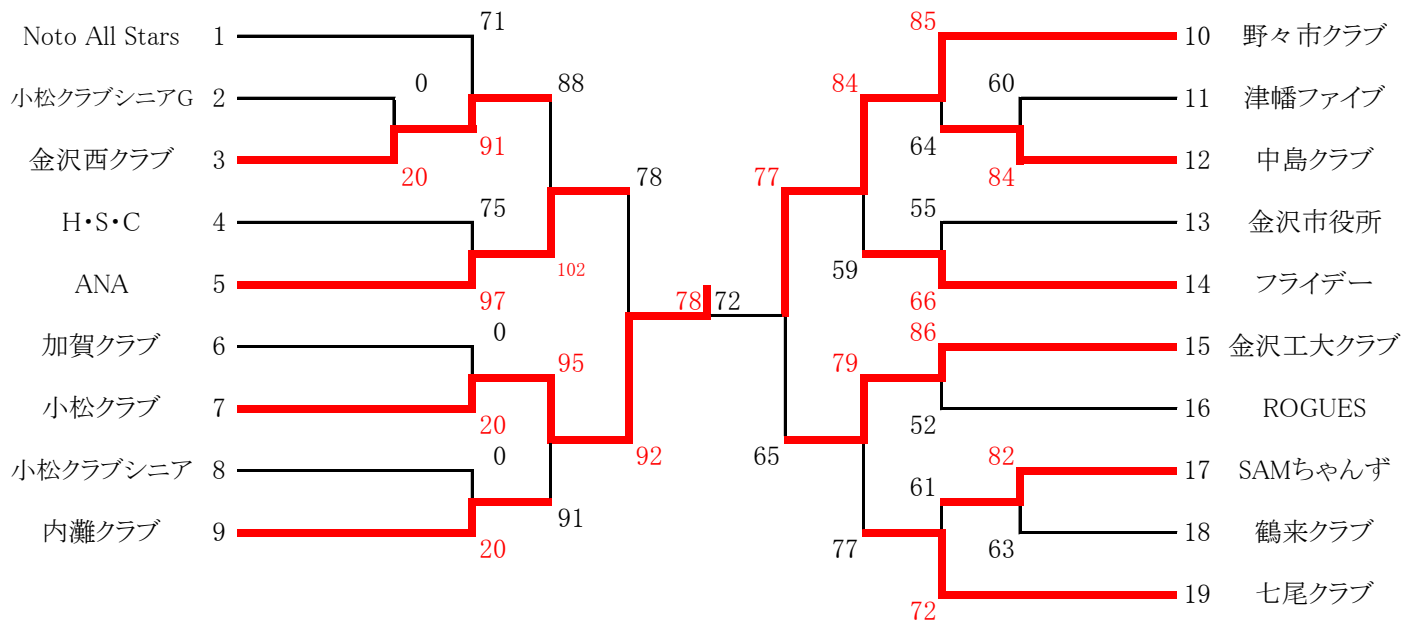 Noto All Stars 1
小松クラブシニアG 2
金沢西クラブ 3
H・S・C 4
ANA 5
加賀クラブ 6
小松クラブ 7
小松クラブシニア 8
内灘クラブ 9
71
0
20
91
88
75
97
102
78
0
20
95
0
20
91
92
78
72
85
84
60
64
84
77
55
59
66
86
79
52
65
82
61
63
77
72
10 野々市クラブ
11 津幡ファイブ
12 中島クラブ
13 金沢市役所
14 フライデー
15 金沢工大クラブ
16 ROGUES
17 SAMちゃんず
18 鶴来クラブ
19 七尾クラブ